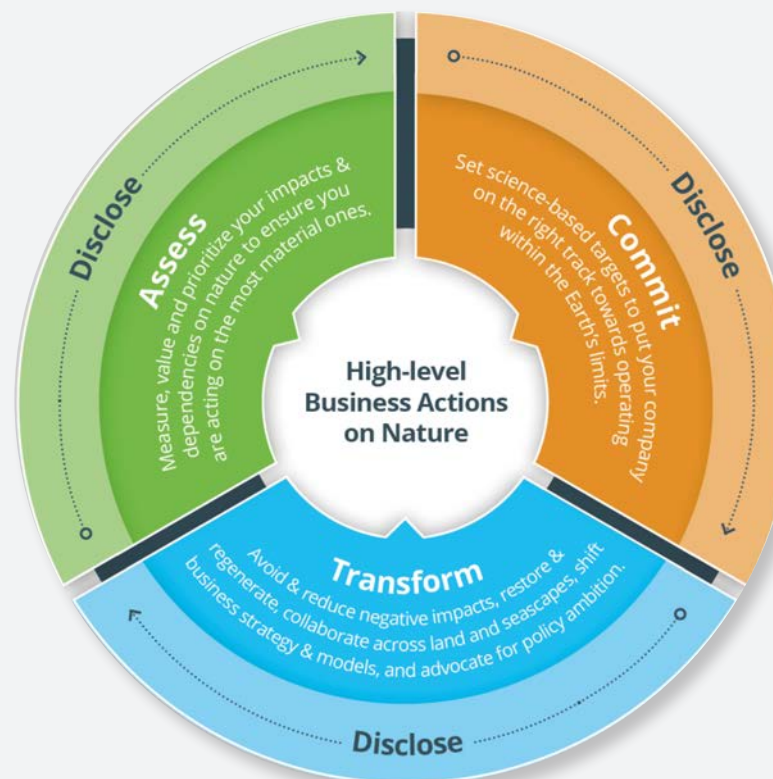 High-level
Business Actions
on Nature
Disclose
Assess
Measure, value and prioritize your impacts &
dependencies on nature to ensure you
are acting on the most material ones.
Disclose
Commit
Set science-based targets to put your company
on the right track towards operating
within the Earth's limits.
Transform
Avoid & reduce negative impacts, restore &
regenerate, collaborate across land and seascapes, shift
business strategy & models, and advocate for policy ambition.
Disclose